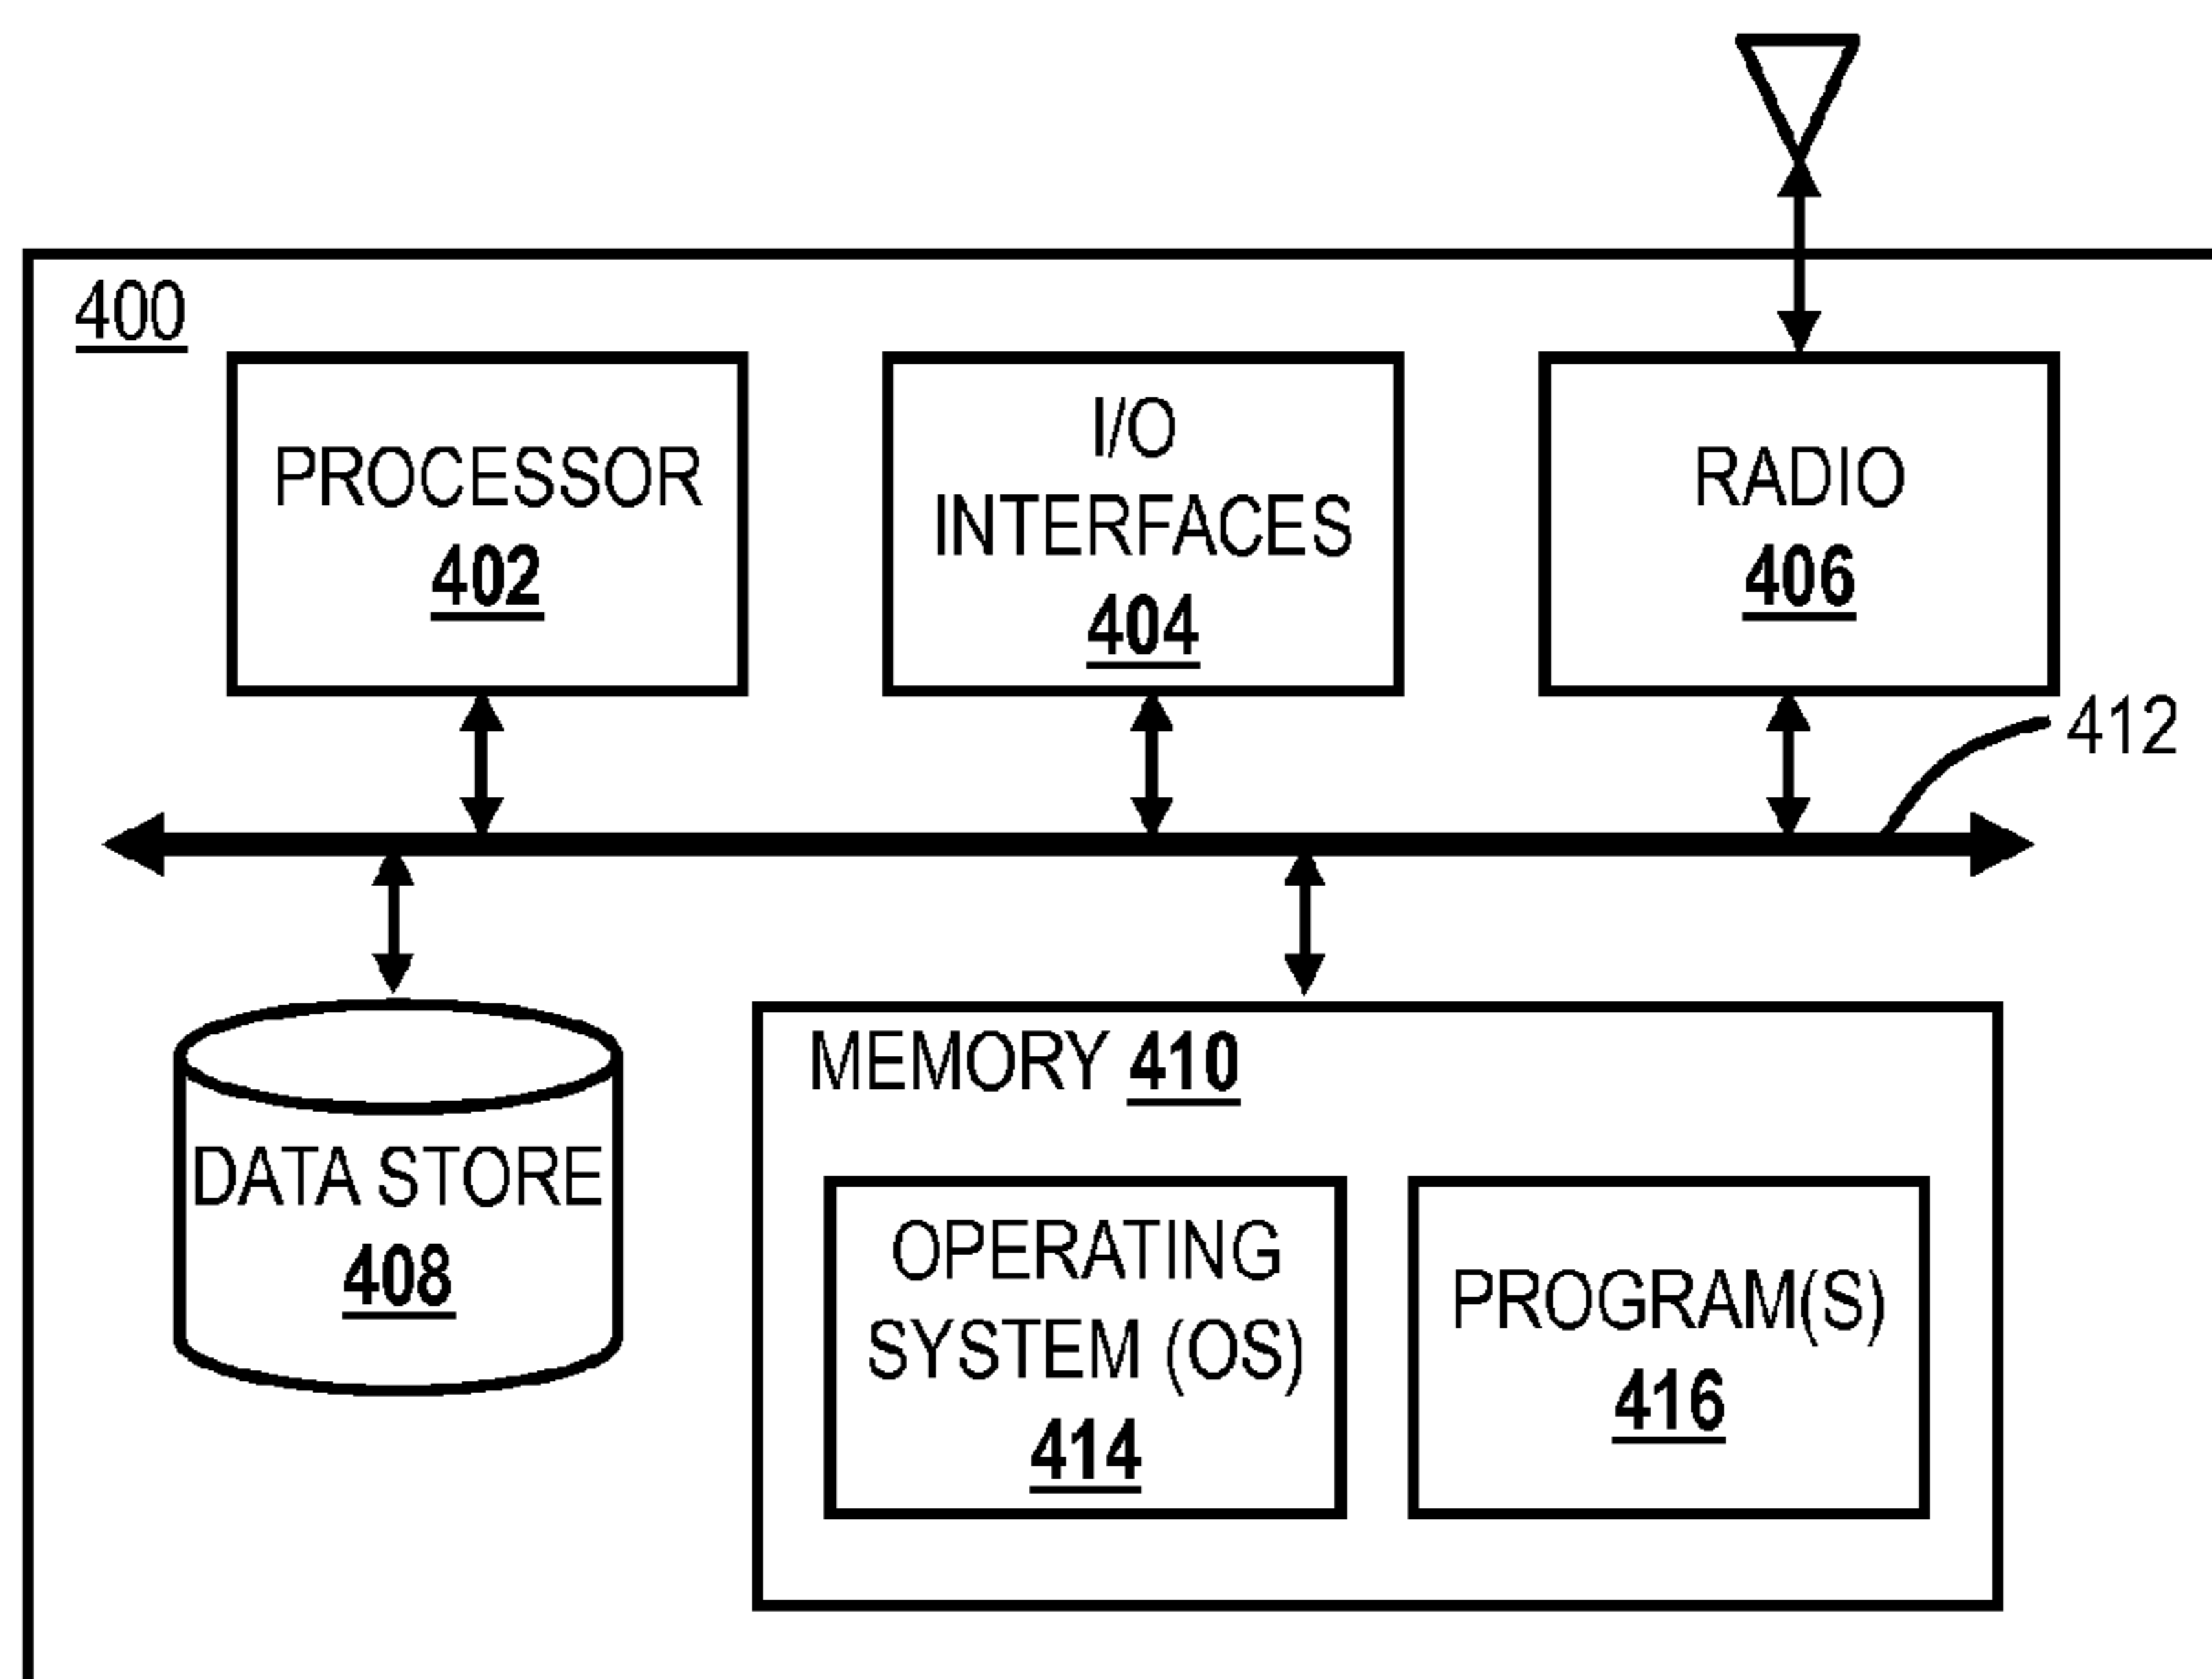 400
PROCESSOR
402
I/O
INTERFACES
404
RADIO
406
412
DATA STORE
408
MEMORY 410
OPERATING
SYSTEM (OS)
414
PROGRAM(S)
416